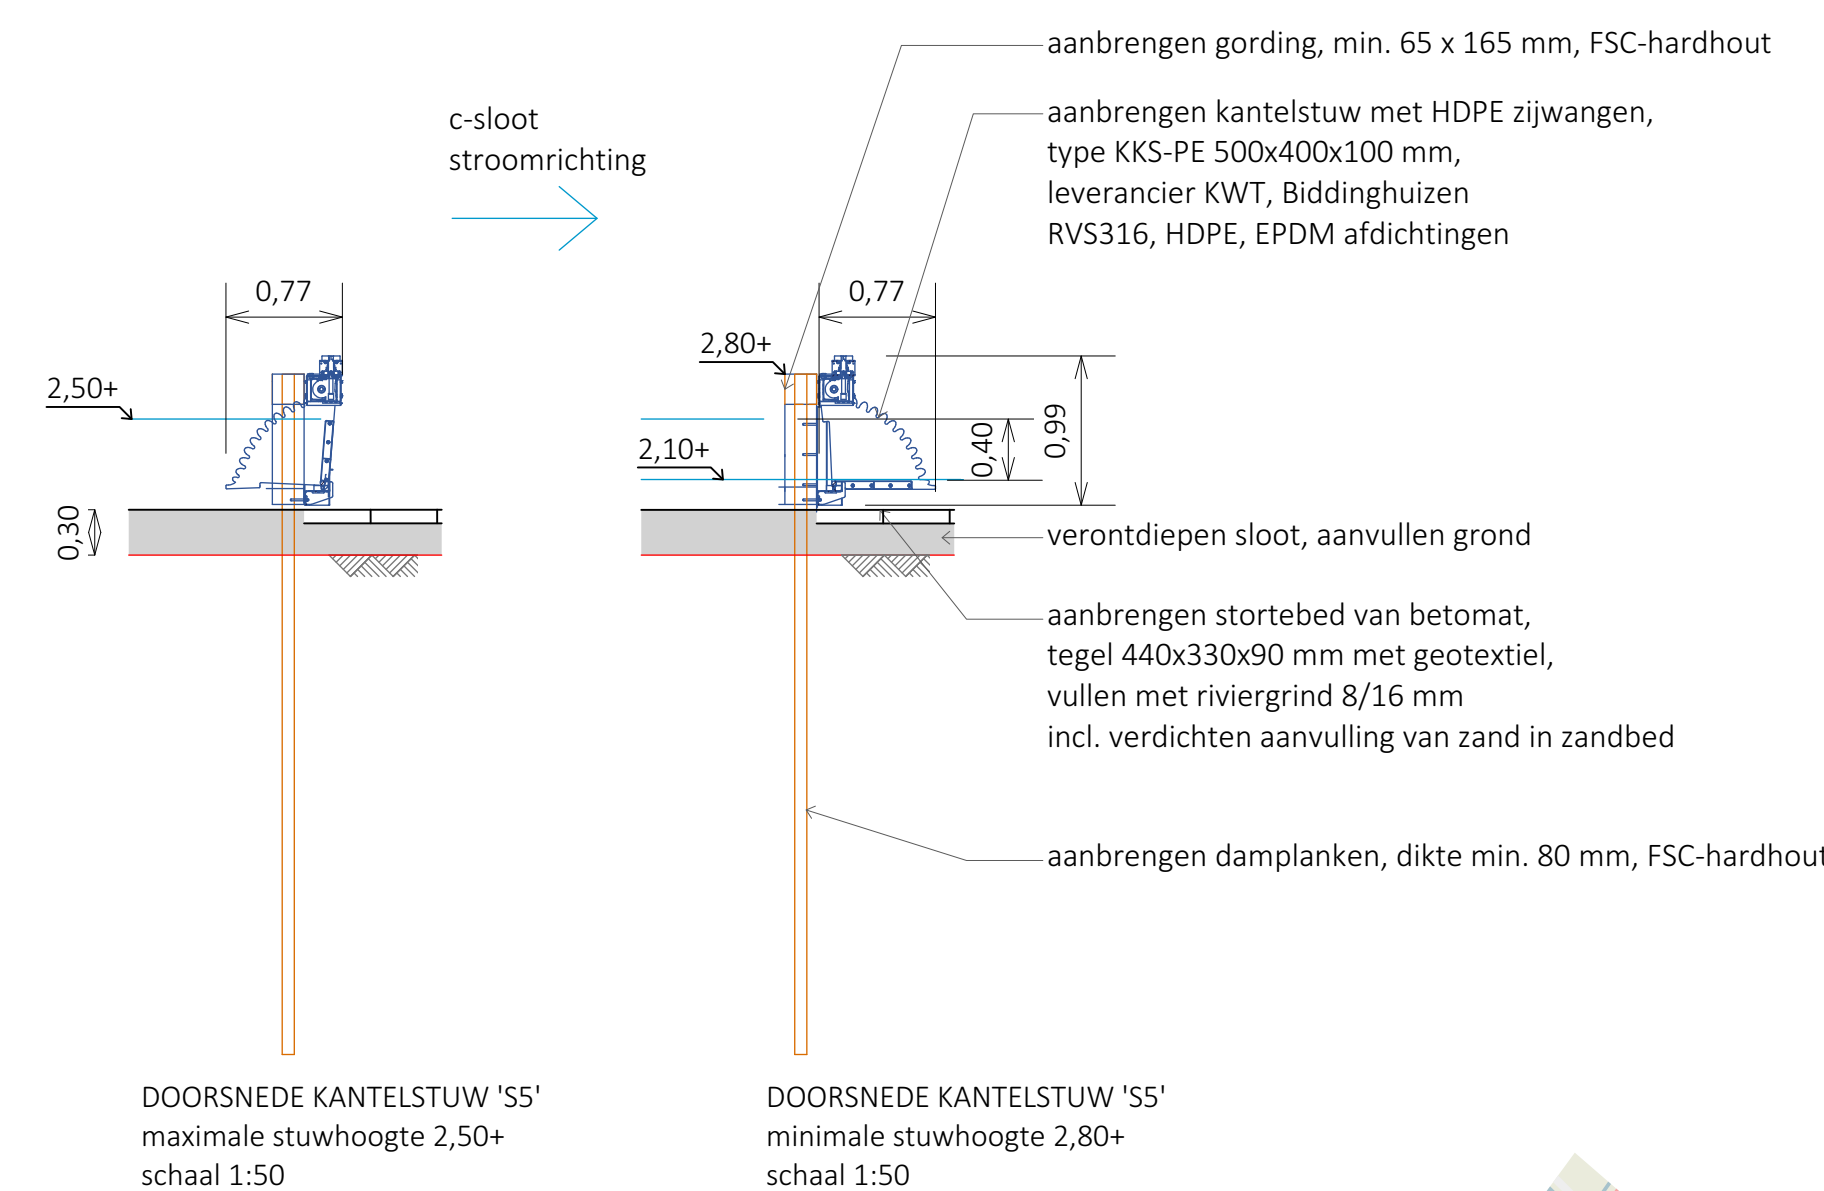 aanbrengen gording, min. 65 x 165 mm, FSC-hardhout
aanbrengen kantelstuw met HDPE zijwangen,
type KKS-PE 500x400x100 mm,
leverancier KWT, Biddinghuizen
RVS316, HDPE, EPDM afdichtingen
c-sloot
stroomrichting
0,77
0,77
2,80+
2,50+
2,10+
0,40
0,99
0,30
verontdiepen sloot, aanvullen grond
aanbrengen stortebed van betomat,
tegel 440x330x90 mm met geotextiel,
vullen met riviergrind 8/16 mm
incl. verdichten aanvulling van zand in zandbed
aanbrengen damplanken, dikte min. 80 mm, FSC-hardhout
DOORSNEDE KANTELSTUW 'S5'
maximale stuwhoogte 2,50+
schaal 1:50
DOORSNEDE KANTELSTUW 'S5'
minimale stuwhoogte 2,80+
schaal 1:50